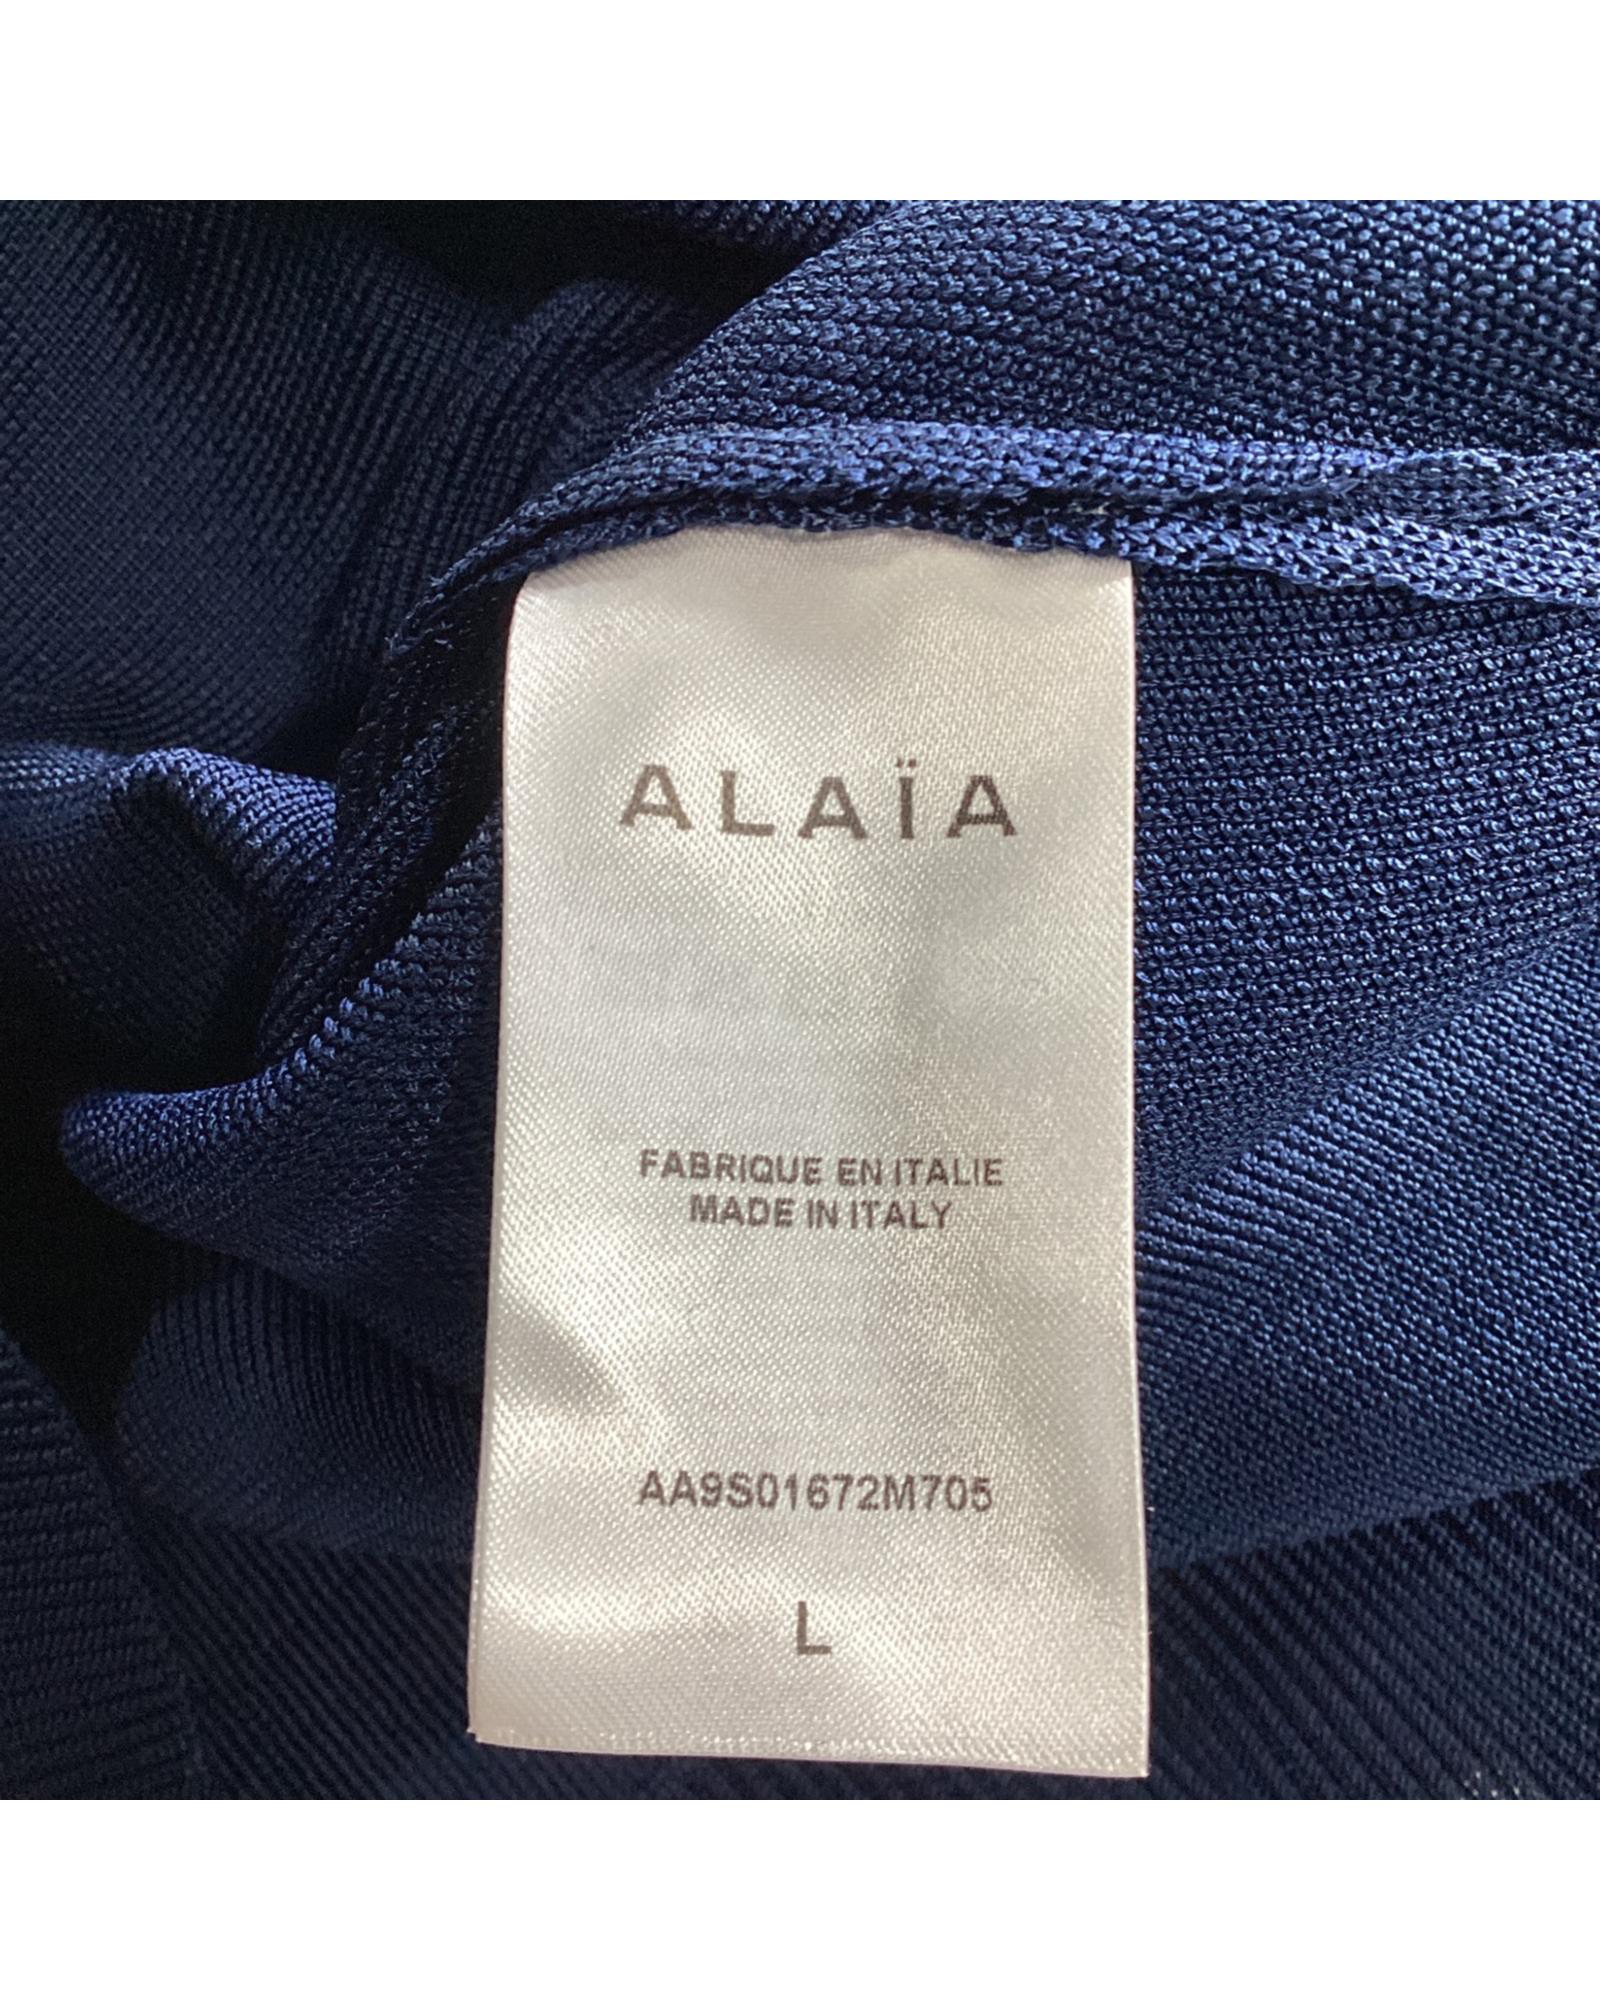 ALAÏA
FABRIQUE EN ITALIE
MADE IN ITALY
AA9S01672M705
L